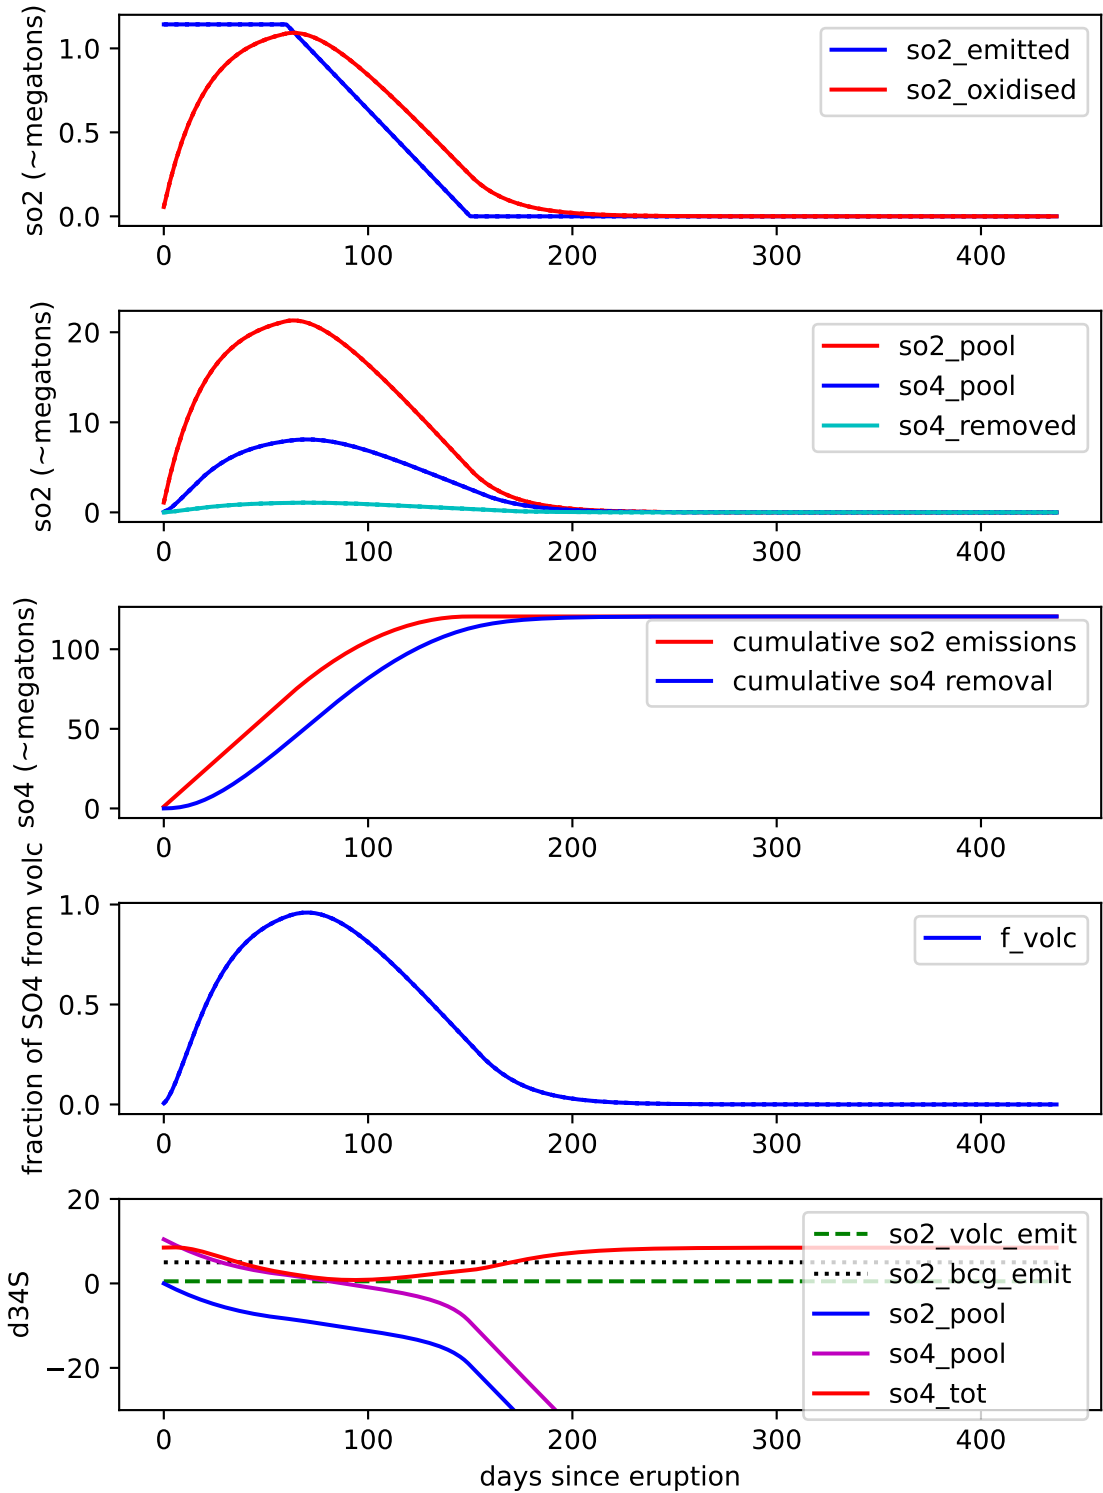 so2 (~megatons)
1.0
0.5
0.0
so2_emitted
so2_oxidised
0 100 200 300 400
so2 (~megatons)
20
10
0
so2_pool
so4_pool
so4_removed
0 100 200 300 400
so4 (~megatons)
100
50
0
cumulative so2 emissions
cumulative so4 removal
0 100 200 300 400
fraction of SO4 from volc
1.0
0.5
0.0
f_volc
0 100 200 300 400
d34S
20
0
−20
so2_volc_emit
so2_bcg_emit
so2_pool
so4_pool
so4_tot
0 100 200 300 400
days since eruption